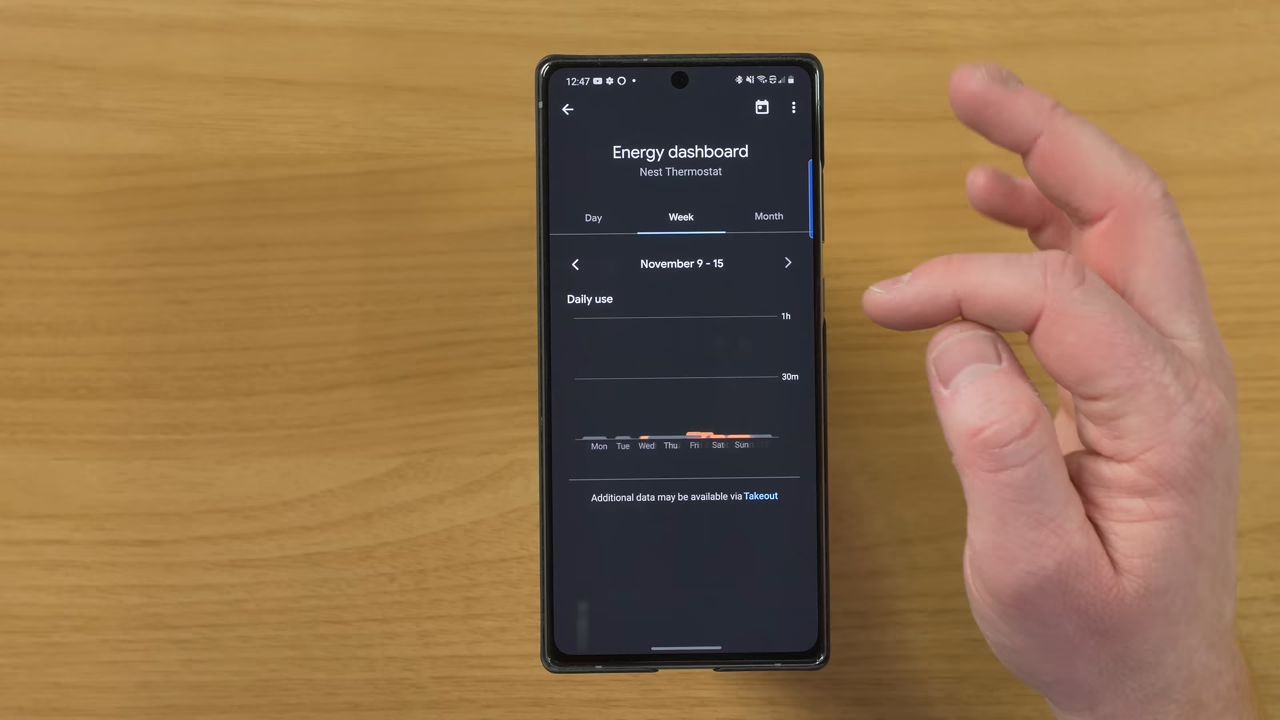 12:47
Energy dashboard
Nest Thermostat
Day Week Month
November 9 - 15
Daily use
1h
30m
Mon Tue Wed Thu Fri Sat Sun
Additional data may be available via Takeout